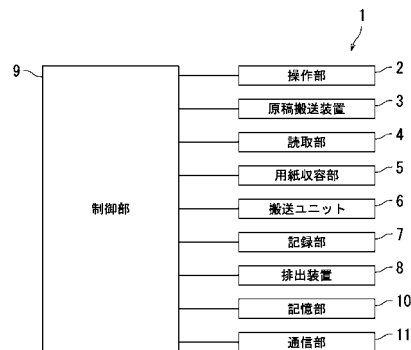 1
9
操作部 2
原稿搬送装置 3
読取部 4
用紙収容部 5
制御部
搬送ユニット 6
記録部 7
排出装置 8
記憶部 10
通信部 11